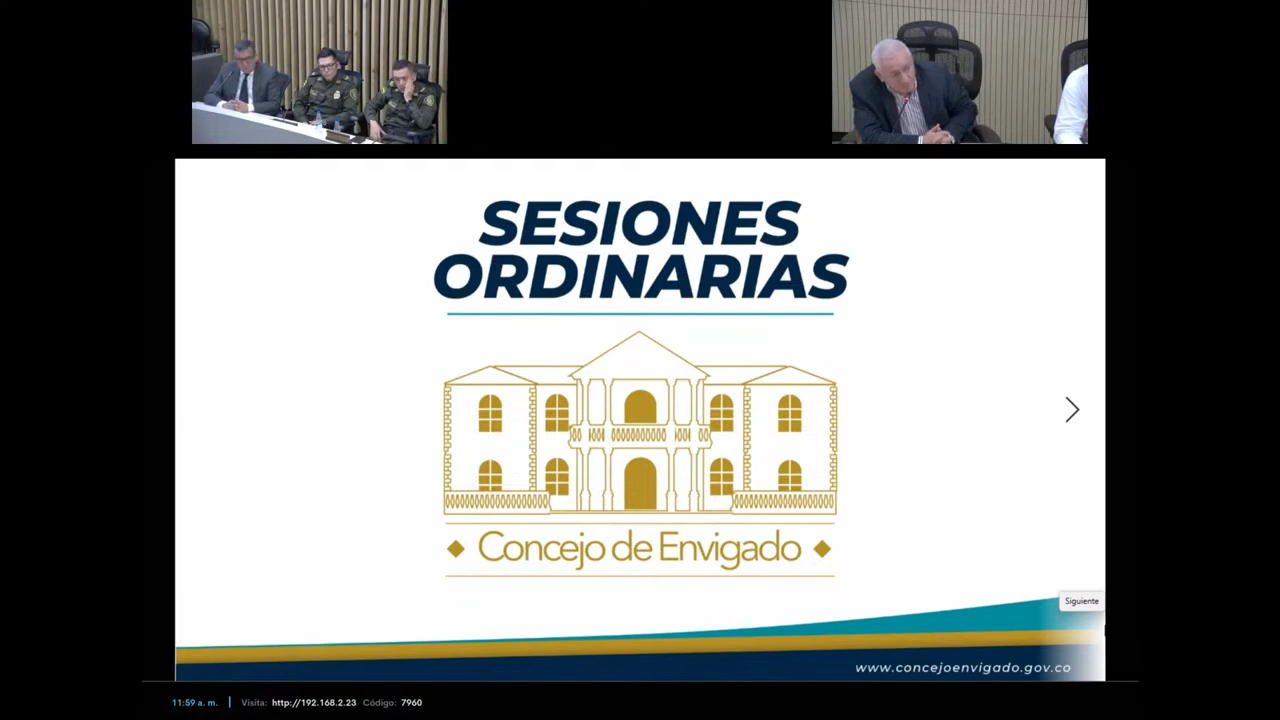 SESIONES
ORDINARIAS
Concejo de Envigado
Siguiente
www.concejoenvigado.gov.co
11:59 a. m. Visita: http://192.168.2.23 Código: 7960